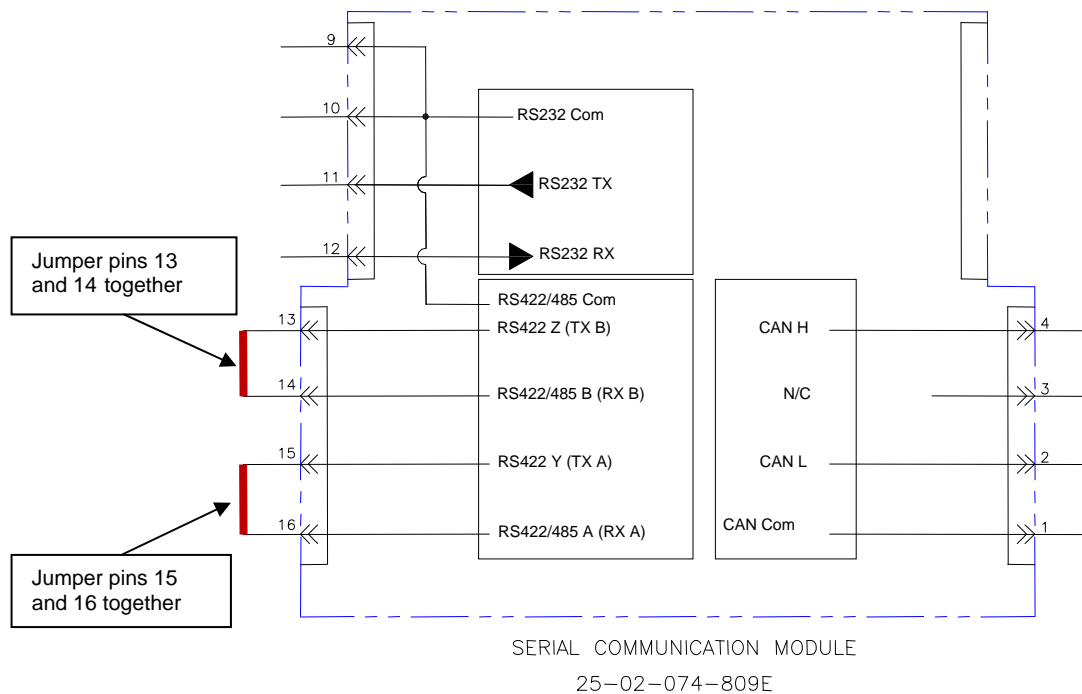 9
10
RS232 Com
11
RS232 TX
12
RS232 RX
Jumper pins 13
and 14 together
RS422/485 Com
13
RS422 Z (TX B)
CAN H
4
14
RS422/485 B (RX B)
N/C
3
15
RS422 Y (TX A)
CAN L
2
16
RS422/485 A (RX A)
CAN Com
1
Jumper pins 15
and 16 together
SERIAL COMMUNICATION MODULE
25-02-074-809E